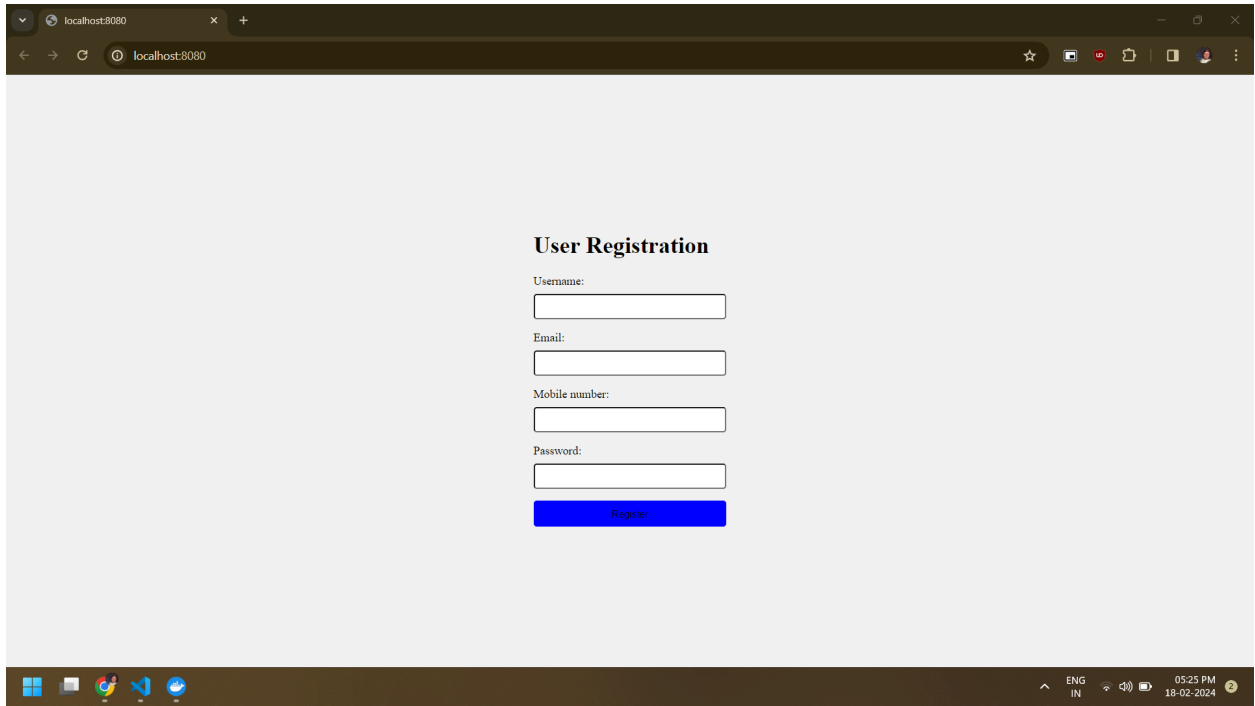 localhost:8080
localhost:8080
User Registration
Username:
Email:
Mobile number:
Password:
Register
ENG
IN
05:25 PM
18-02-2024
2